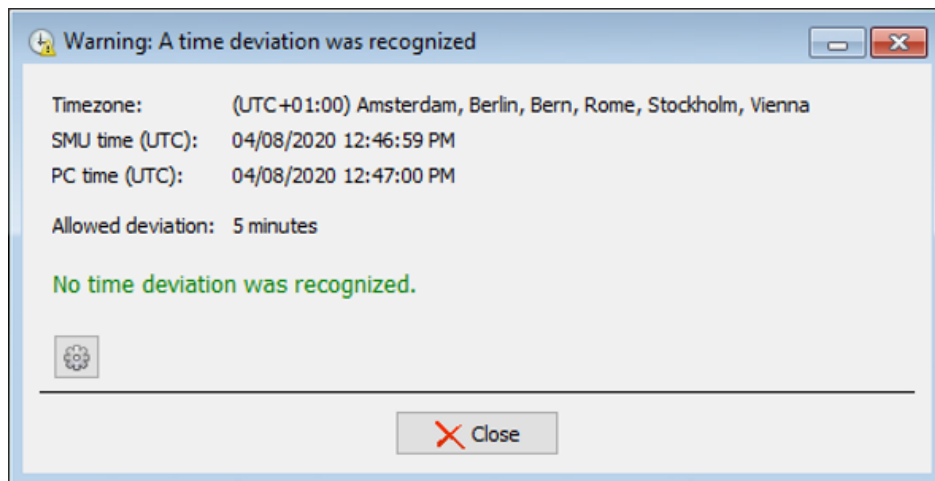 Warning: A time deviation was recognized
Timezone: (UTC+01:00) Amsterdam, Berlin, Bern, Rome, Stockholm, Vienna
SMU time (UTC): 04/08/2020 12:46:59 PM
PC time (UTC): 04/08/2020 12:47:00 PM
Allowed deviation: 5 minutes
No time deviation was recognized.
Close